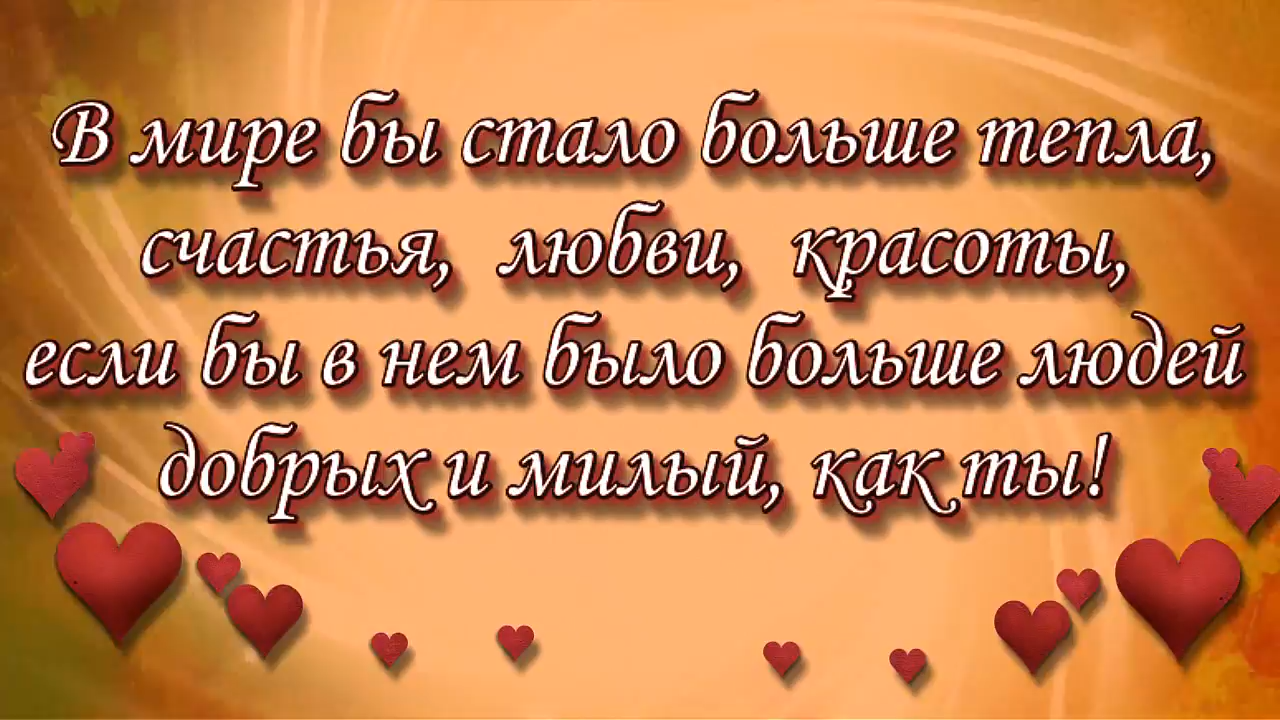 В мире бы стало больше тепла,
счастья, любви, красоты,
если бы в нем было больше людей
добрых и милый, как ты!